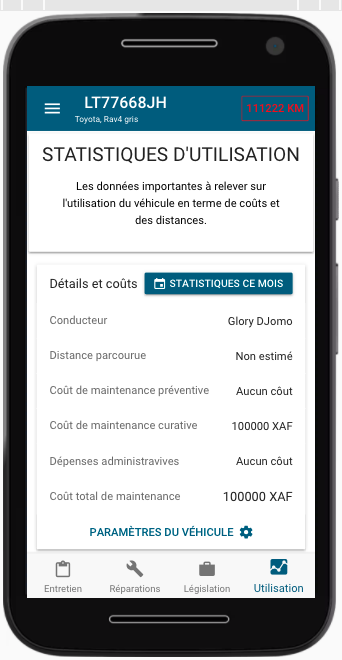 LT77668JH
Toyota, Rav4 gris
111222 KM
STATISTIQUES D'UTILISATION
Les données importantes à relever sur
l'utilisation du véhicule en terme de coûts et
des distances.
Détails et coûts
STATISTIQUES CE MOIS
Conducteur
Glory DJomo
Distance parcourue
Non estimé
Coût de maintenance préventive
Aucun côut
Coût de maintenance curative
100000 XAF
Dépenses administravives
Aucun côut
Coût total de maintenance
100000 XAF
PARAMÈTRES DU VÉHICULE
Entretien
Réparations
Législation
Utilisation